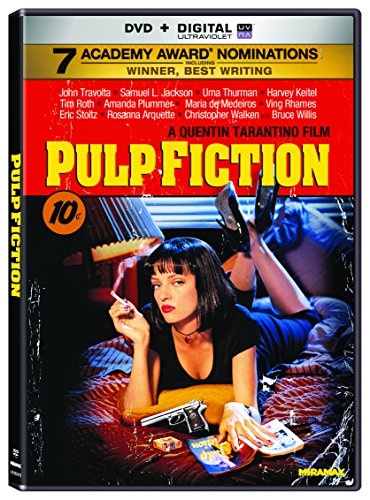 DVD + DIGITAL
ULTRAVIOLET UV
7 ACADEMY AWARD® NOMINATIONS
INCLUDING
WINNER, BEST WRITING
John Travolta • Samuel L. Jackson • Uma Thurman • Harvey Keitel
Tim Roth • Amanda Plummer • Maria de Medeiros • Ving Rhames
Eric Stoltz • Rosanna Arquette • Christopher Walken • Bruce Willis
A QUENTIN TARANTINO FILM
PULP FICTION
10¢
PULP FICTION
MIRAMAX